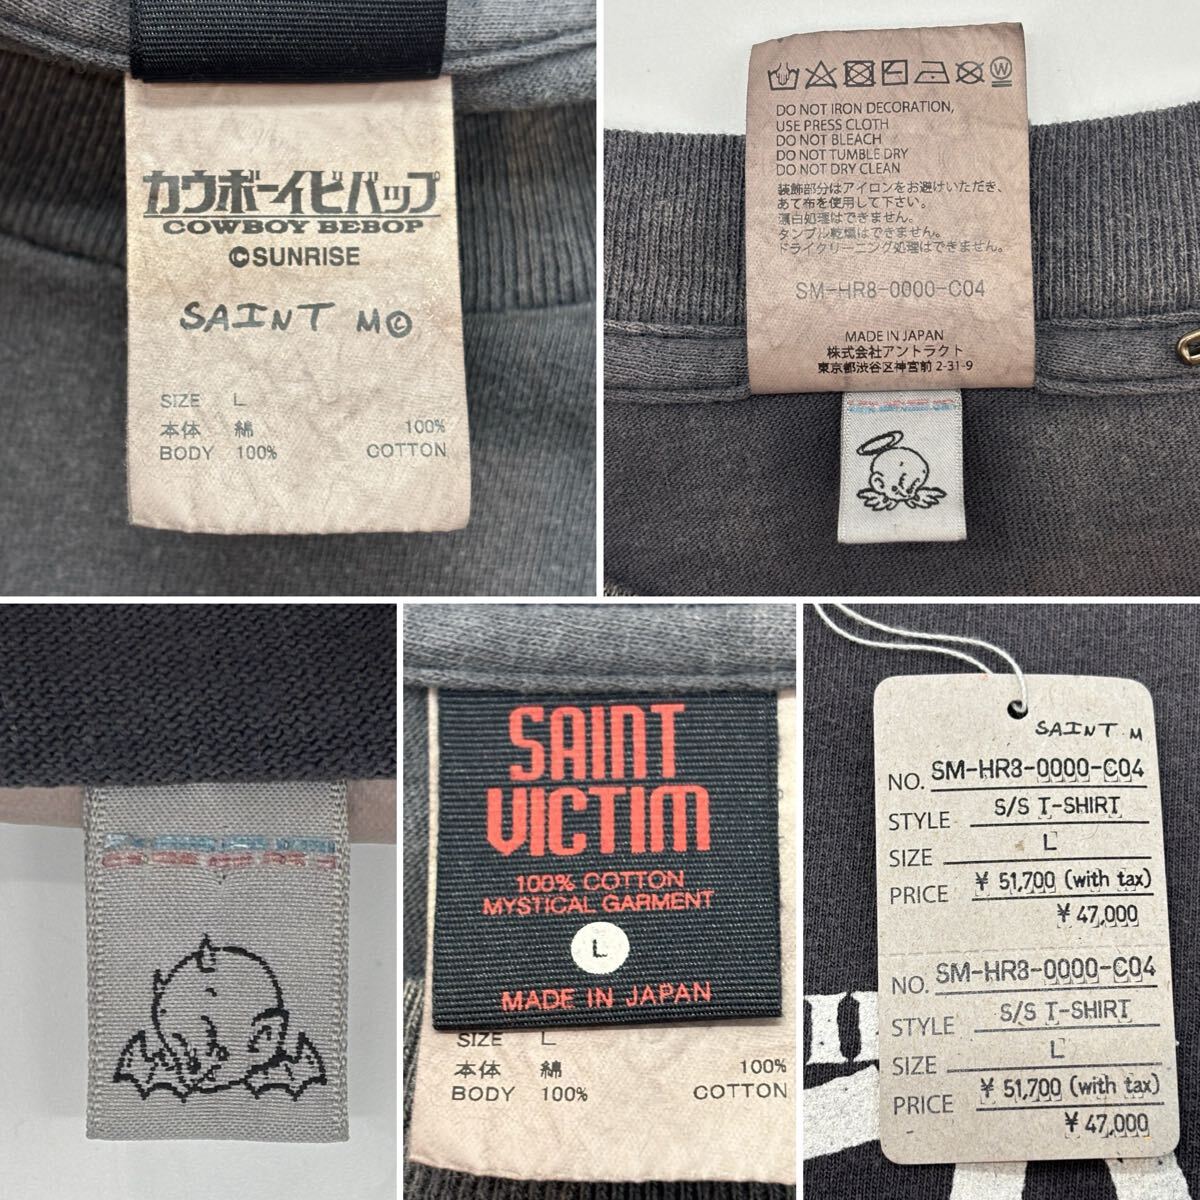 カウボーイビバップ
COWBOY BEBOP
©SUNRISE
SAINT M©
SIZE L
本体 綿 100%
BODY 100% COTTON
W
DO NOT IRON DECORATION,
USE PRESS CLOTH
DO NOT BLEACH
DO NOT TUMBLE DRY
DO NOT DRY CLEAN
装飾部分はアイロンをお避けいただき、
あて布を使用して下さい。
漂白処理はできません。
タンブル乾燥はできません。
ドライクリーニング処理はできません。
SM-HR8-0000-C04
MADE IN JAPAN
株式会社アントラクト
東京都渋谷区神宮前 2-31-9
SAINT
VICTIM
100% COTTON
MYSTICAL GARMENT
L
MADE IN JAPAN
SIZE L
本体 綿 100%
BODY 100% COTTON
SAINT M
NO. SM-HR8-0000-C04
STYLE S/S T-SHIRT
SIZE L
PRICE ¥ 51,700 (with tax)
¥ 47,000
NO. SM-HR8-0000-C04
STYLE S/S T-SHIRT
SIZE L
PRICE ¥ 51,700 (with tax)
¥ 47,000